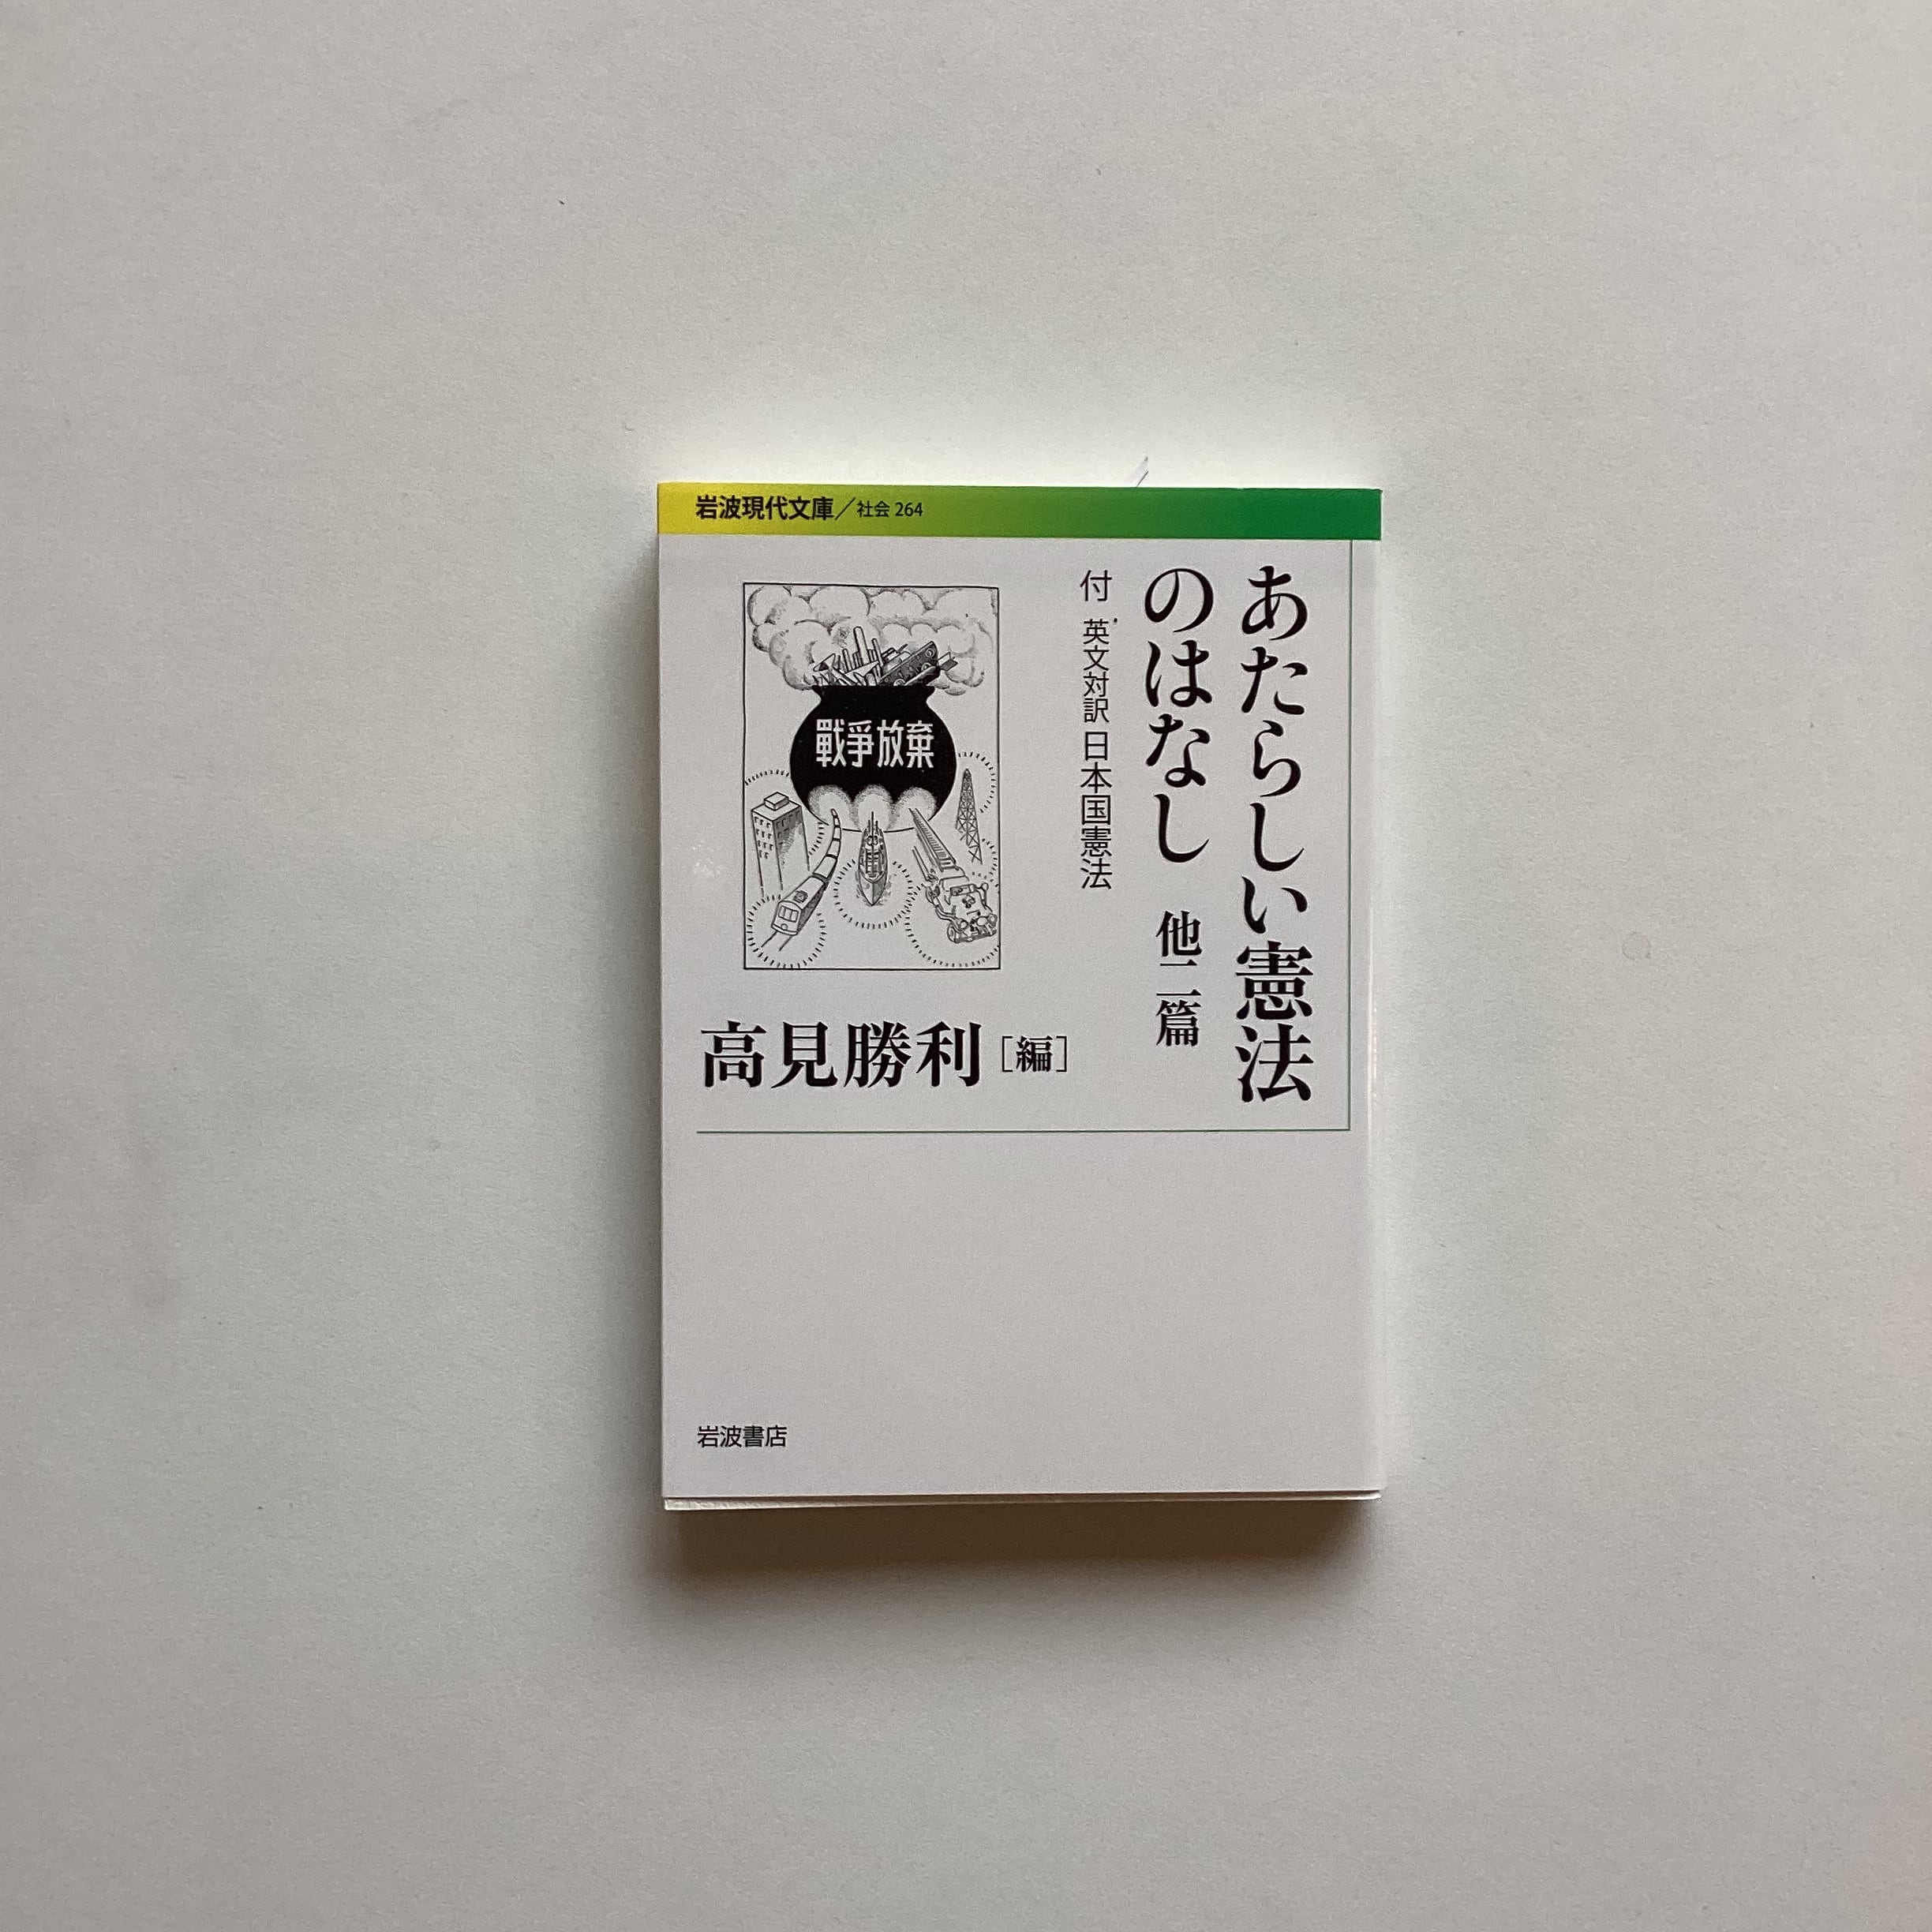 岩波現代文庫／社会 264
あたらしい憲法
のはなし 他二篇
付 英文対訳 日本国憲法
戰爭放棄
高見勝利［編］
岩波書店